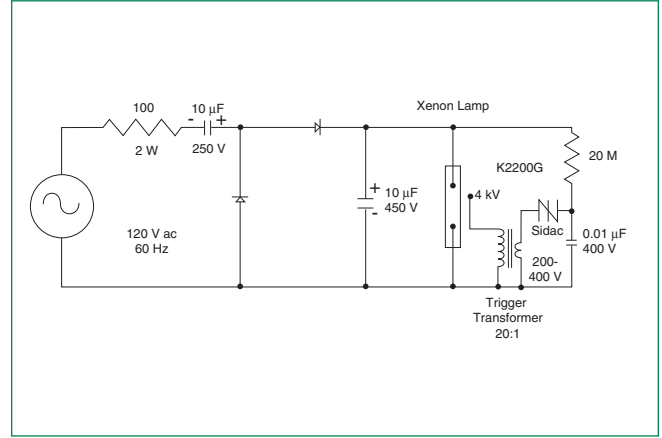 Xenon Lamp
100
2 W
- 10 μF +
250 V
120 V ac
60 Hz
+ 10 μF
- 450 V
4 kV
K2200G
20 M
Sidac
0.01 μF
400 V
200-
400 V
Trigger
Transformer
20:1